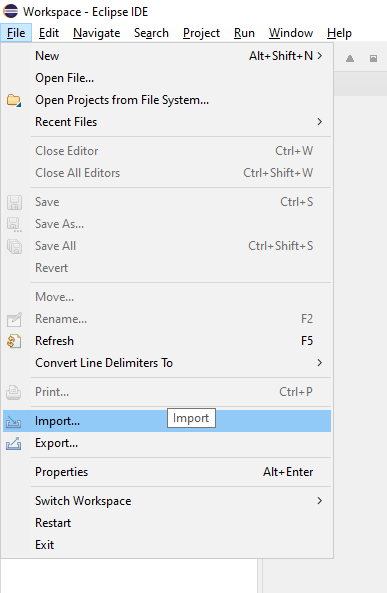 Workspace - Eclipse IDE
File Edit Navigate Search Project Run Window Help
New Alt+Shift+N
Open File...
Open Projects from File System...
Recent Files
Close Editor Ctrl+W
Close All Editors Ctrl+Shift+W
Save Ctrl+S
Save As...
Save All Ctrl+Shift+S
Revert
Move...
Rename... F2
Refresh F5
Convert Line Delimiters To
Print... Ctrl+P
Import... Import
Export...
Properties Alt+Enter
Switch Workspace
Restart
Exit